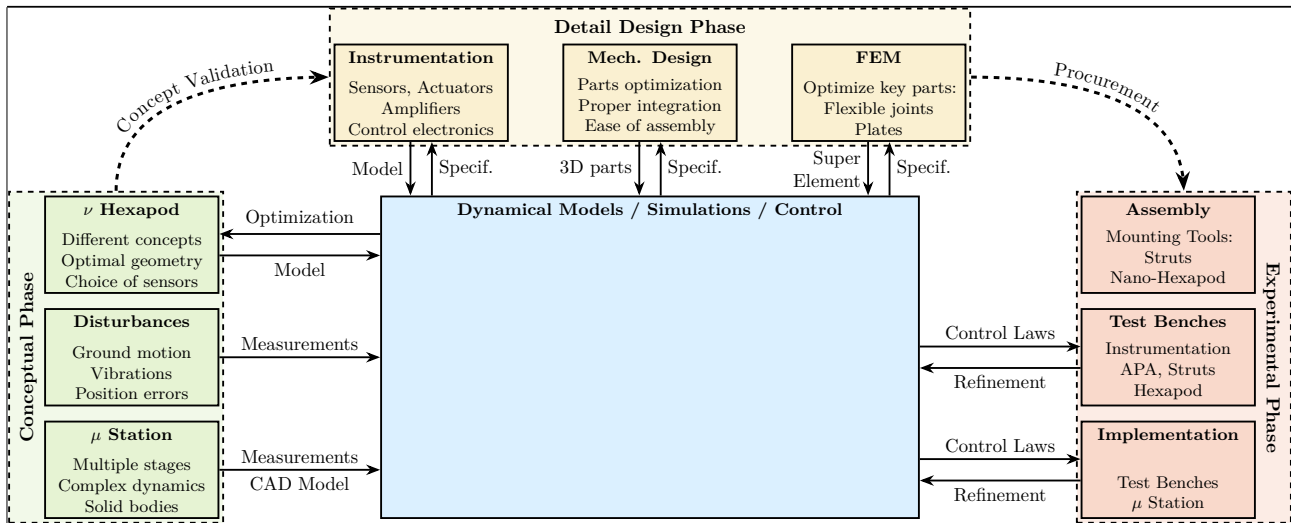 Detail Design Phase
Instrumentation
Sensors, Actuators
Amplifiers
Control electronics
Mech. Design
Parts optimization
Proper integration
Ease of assembly
FEM
Optimize key parts:
Flexible joints
Plates
Concept Validation
Procurement
Model
Specif.
3D parts
Specif.
Super
Element
Specif.
Conceptual Phase
ν Hexapod
Different concepts
Optimal geometry
Choice of sensors
Disturbances
Ground motion
Vibrations
Position errors
μ Station
Multiple stages
Complex dynamics
Solid bodies
Optimization
Model
Measurements
Measurements
CAD Model
Dynamical Models / Simulations / Control
Control Laws
Refinement
Control Laws
Refinement
Assembly
Mounting Tools:
Struts
Nano-Hexapod
Test Benches
Instrumentation
APA, Struts
Hexapod
Implementation
Test Benches
μ Station
Experimental Phase